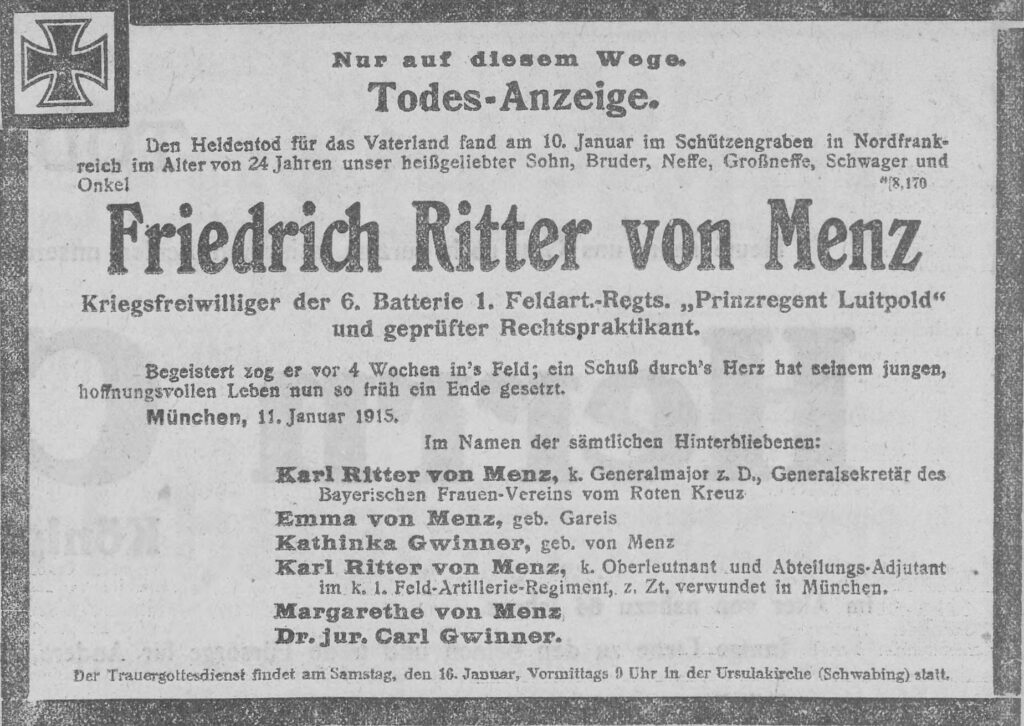 Nur auf diesem Wege.
Todes-Anzeige.
Den Heldentod für das Vaterland fand am 10. Januar im Schützengraben in Nordfrank-
reich im Alter von 24 Jahren unser heißgeliebter Sohn, Bruder, Neffe, Großneffe, Schwager und
Onkel [8,170
Friedrich Ritter von Menz
Kriegsfreiwilliger der 6. Batterie 1. Feldart.-Regts. „Prinzregent Luitpold“
und geprüfter Rechtspraktikant.
Begeistert zog er vor 4 Wochen in's Feld; ein Schuß durch's Herz hat seinem jungen,
hoffnungsvollen Leben nun so früh ein Ende gesetzt.
München, 11. Januar 1915.
Im Namen der sämtlichen Hinterbliebenen:
Karl Ritter von Menz, k. Generalmajor z. D., Generalsekretär des
Bayerischen Frauen-Vereins vom Roten Kreuz
Emma von Menz, geb. Gareis
Kathinka Gwinner, geb. von Menz
Karl Ritter von Menz, k. Oberleutnant und Abteilungs-Adjutant
im k. 1. Feld-Artillerie-Regiment, z. Zt. verwundet in München.
Margarethe von Menz
Dr. jur. Carl Gwinner.
Der Trauergottesdienst findet am Samstag, den 16. Januar, Vormittags 9 Uhr in der Ursulakirche (Schwabing) statt.